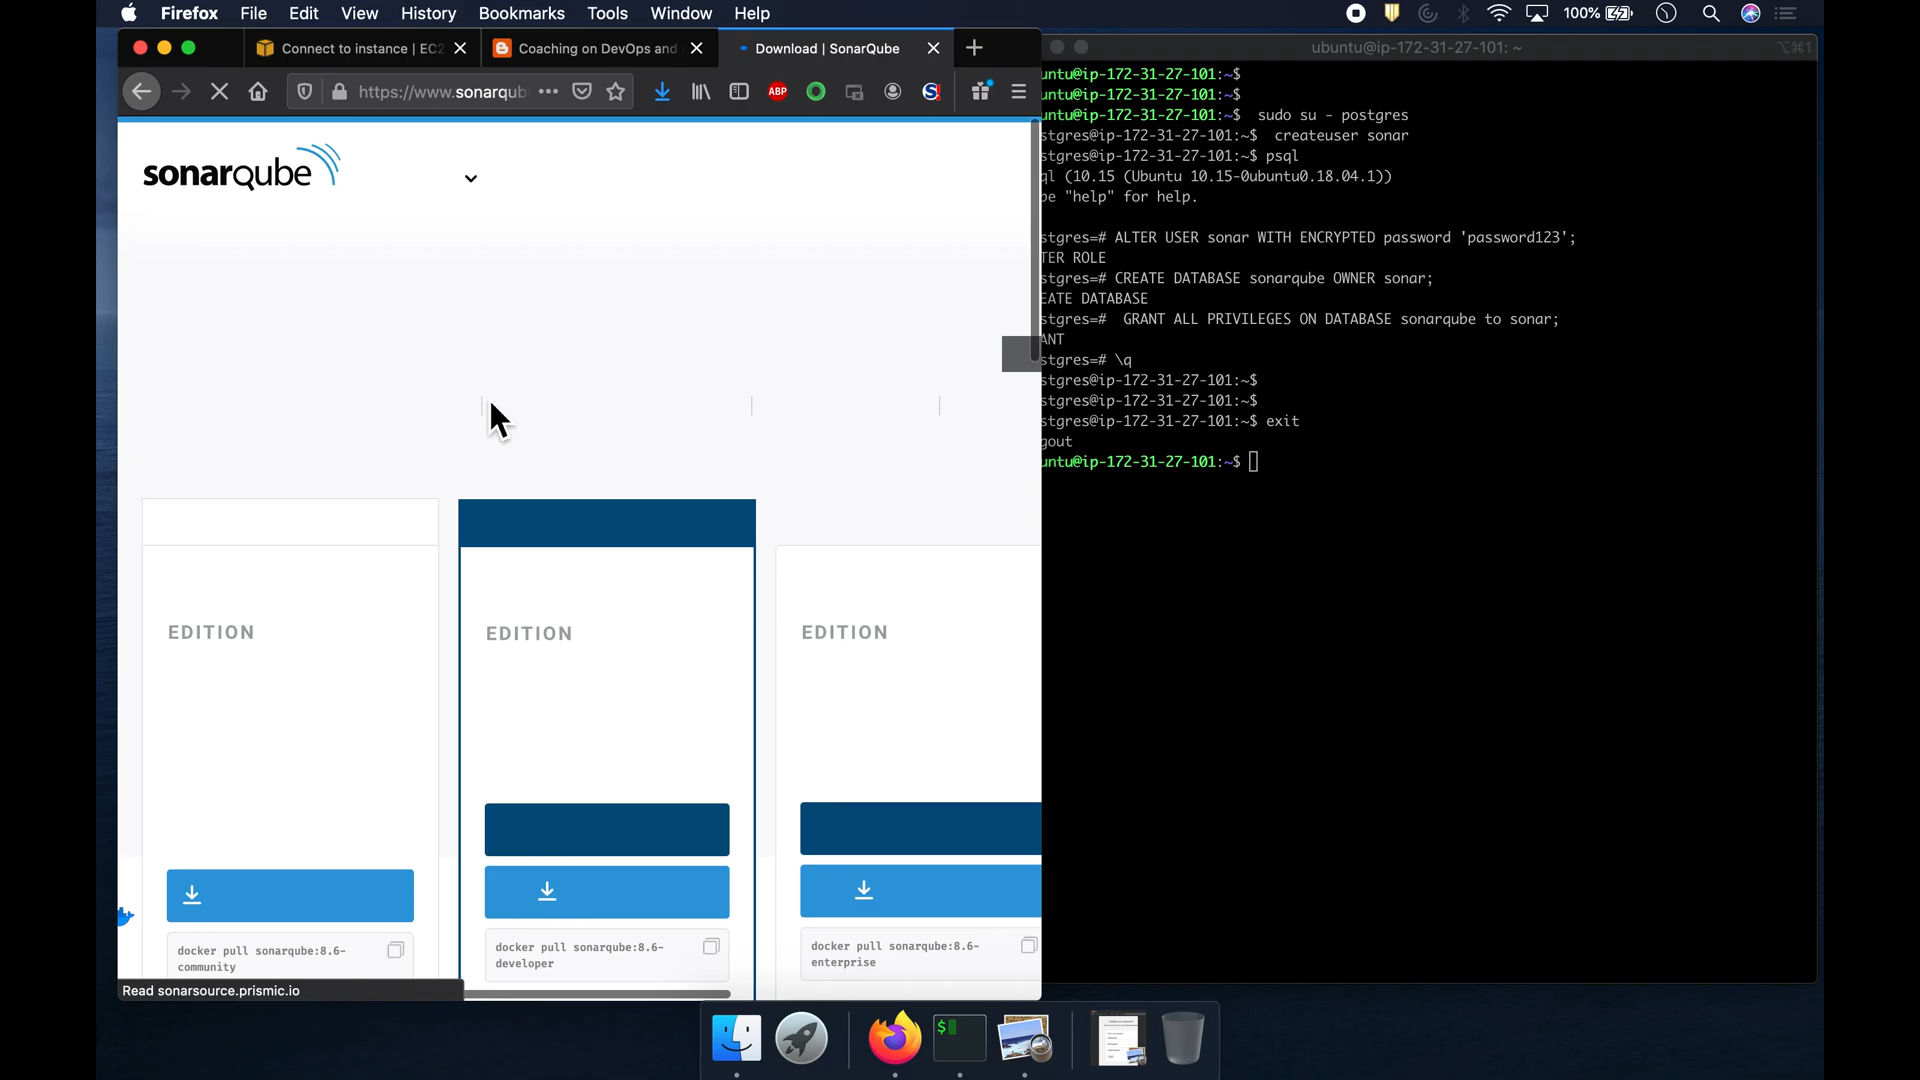 Firefox File Edit View History Bookmarks Tools Window Help
100%
Connect to instance | EC2
Coaching on DevOps and
Download | SonarQube
https://www.sonarqub
ABP
sonarqube
EDITION
EDITION
EDITION
docker pull sonarqube:8.6-
community
docker pull sonarqube:8.6-
developer
docker pull sonarqube:8.6-
enterprise
Read sonarsource.prismic.io
ubuntu@ip-172-31-27-101: ~
⌥⌘1
untu@ip-172-31-27-101:~$
untu@ip-172-31-27-101:~$
untu@ip-172-31-27-101:~$ sudo su - postgres
stgres@ip-172-31-27-101:~$ createuser sonar
stgres@ip-172-31-27-101:~$ psql
ql (10.15 (Ubuntu 10.15-0ubuntu0.18.04.1))
pe "help" for help.
stgres=# ALTER USER sonar WITH ENCRYPTED password 'password123';
TER ROLE
stgres=# CREATE DATABASE sonarqube OWNER sonar;
EATE DATABASE
stgres=# GRANT ALL PRIVILEGES ON DATABASE sonarqube to sonar;
ANT
stgres=# \q
stgres@ip-172-31-27-101:~$
stgres@ip-172-31-27-101:~$
stgres@ip-172-31-27-101:~$ exit
gout
untu@ip-172-31-27-101:~$
$